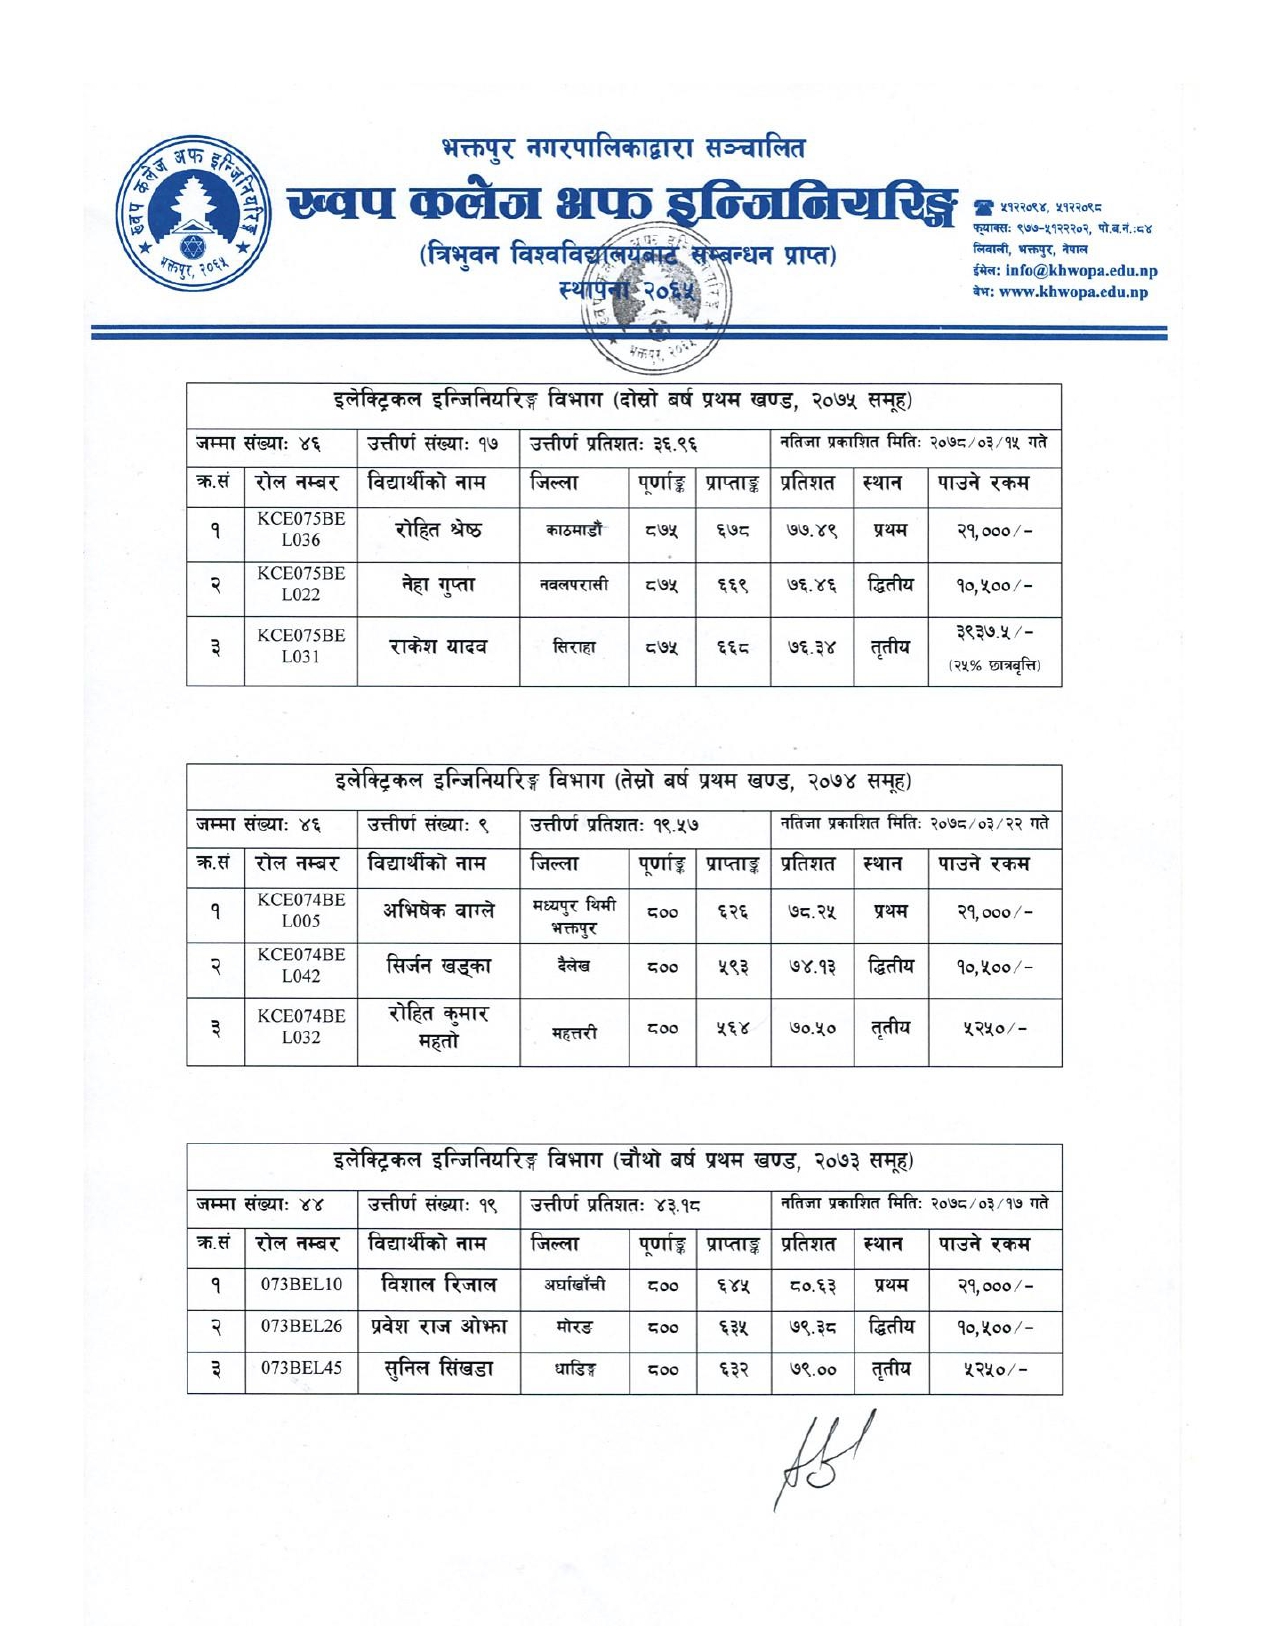 ख्वप कलेज अफ इन्जिनियरिङ्ग
भक्तपुर, २०६५
भक्तपुर नगरपालिकाद्वारा सञ्चालित
ख्वप कलेज अफ इन्जिनियरिङ्ग
(त्रिभुवन विश्वविद्यालयबाट सम्बन्धन प्राप्त)
स्थापना २०६५
☎ ५१२२०९४, ५१२२०९८
फ्याक्स: ९७७-५१२२२०२, पो.ब.नं.:८४
लिवाली, भक्तपुर, नेपाल
ईमेल: info@khwopa.edu.np
वेभ: www.khwopa.edu.np
भक्तपुर, २०६५
इलेक्ट्रिकल इन्जिनियरिङ्ग विभाग (दोस्रो बर्ष प्रथम खण्ड, २०७५ समूह)
जम्मा संख्याः ४६ उत्तीर्ण संख्याः १७ उत्तीर्ण प्रतिशतः ३६.९६ नतिजा प्रकाशित मितिः २०७८/०३/१५ गते
क्र.सं रोल नम्बर विद्यार्थीको नाम जिल्ला पूर्णाङ्क प्राप्ताङ्क प्रतिशत स्थान पाउने रकम
१ KCE075BE L036 रोहित श्रेष्ठ काठमाडौं ८७५ ६७८ ७७.४९ प्रथम २१,०००/-
२ KCE075BE L022 नेहा गुप्ता नवलपरासी ८७५ ६६९ ७६.४६ द्धितीय १०,५००/-
३ KCE075BE L031 राकेश यादव सिराहा ८७५ ६६८ ७६.३४ तृतीय ३९३७.५/- (२५% छात्रबृत्ति)
इलेक्ट्रिकल इन्जिनियरिङ्ग विभाग (तेस्रो बर्ष प्रथम खण्ड, २०७४ समूह)
जम्मा संख्याः ४६ उत्तीर्ण संख्याः ९ उत्तीर्ण प्रतिशतः १९.५७ नतिजा प्रकाशित मितिः २०७८/०३/२२ गते
क्र.सं रोल नम्बर विद्यार्थीको नाम जिल्ला पूर्णाङ्क प्राप्ताङ्क प्रतिशत स्थान पाउने रकम
१ KCE074BE L005 अभिषेक वाग्ले मध्यपुर थिमी भक्तपुर ८०० ६२६ ७८.२५ प्रथम २१,०००/-
२ KCE074BE L042 सिर्जन खड्का दैलेख ८०० ५९३ ७४.१३ द्धितीय १०,५००/-
३ KCE074BE L032 रोहित कुमार महतो महत्तरी ८०० ५६४ ७०.५० तृतीय ५२५०/-
इलेक्ट्रिकल इन्जिनियरिङ्ग विभाग (चौथो बर्ष प्रथम खण्ड, २०७३ समूह)
जम्मा संख्याः ४४ उत्तीर्ण संख्याः १९ उत्तीर्ण प्रतिशतः ४३.१८ नतिजा प्रकाशित मितिः २०७८/०३/१७ गते
क्र.सं रोल नम्बर विद्यार्थीको नाम जिल्ला पूर्णाङ्क प्राप्ताङ्क प्रतिशत स्थान पाउने रकम
१ 073BEL10 विशाल रिजाल अर्घाखाँची ८०० ६४५ ८०.६३ प्रथम २१,०००/-
२ 073BEL26 प्रवेश राज ओझा मोरङ ८०० ६३५ ७९.३८ द्धितीय १०,५००/-
३ 073BEL45 सुनिल सिंखडा धाडिङ्ग ८०० ६३२ ७९.०० तृतीय ५२५०/-